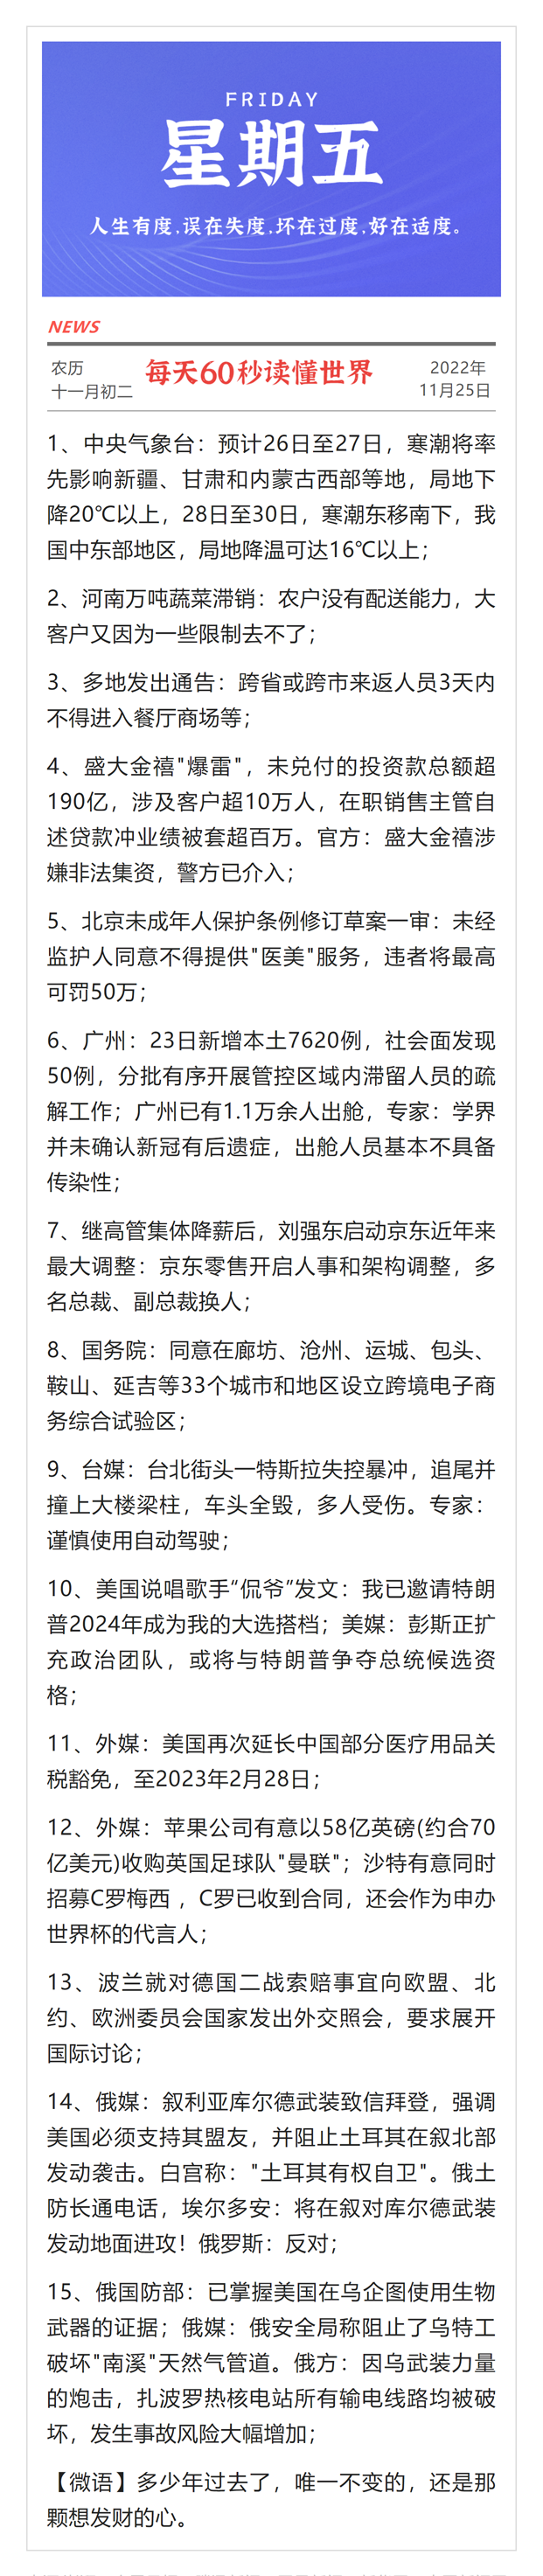 FRIDAY
星期五
人生有度,误在失度,坏在过度,好在适度。
NEWS
农历
十一月初二
每天60秒读懂世界
2022年
11月25日
1、中央气象台：预计26日至27日，寒潮将率
先影响新疆、甘肃和内蒙古西部等地，局地下
降20℃以上，28日至30日，寒潮东移南下，我
国中东部地区，局地降温可达16℃以上；
2、河南万吨蔬菜滞销：农户没有配送能力，大
客户又因为一些限制去不了；
3、多地发出通告：跨省或跨市来返人员3天内
不得进入餐厅商场等；
4、盛大金禧"爆雷"，未兑付的投资款总额超
190亿，涉及客户超10万人，在职销售主管自
述贷款冲业绩被套超百万。官方：盛大金禧涉
嫌非法集资，警方已介入；
5、北京未成年人保护条例修订草案一审：未经
监护人同意不得提供"医美"服务，违者将最高
可罚50万；
6、广州：23日新增本土7620例，社会面发现
50例，分批有序开展管控区域内滞留人员的疏
解工作；广州已有1.1万余人出舱，专家：学界
并未确认新冠有后遗症，出舱人员基本不具备
传染性；
7、继高管集体降薪后，刘强东启动京东近年来
最大调整：京东零售开启人事和架构调整，多
名总裁、副总裁换人；
8、国务院：同意在廊坊、沧州、运城、包头、
鞍山、延吉等33个城市和地区设立跨境电子商
务综合试验区；
9、台媒：台北街头一特斯拉失控暴冲，追尾并
撞上大楼梁柱，车头全毁，多人受伤。专家：
谨慎使用自动驾驶；
10、美国说唱歌手“侃爷”发文：我已邀请特朗
普2024年成为我的大选搭档；美媒：彭斯正扩
充政治团队，或将与特朗普争夺总统候选资
格；
11、外媒：美国再次延长中国部分医疗用品关
税豁免，至2023年2月28日；
12、外媒：苹果公司有意以58亿英磅(约合70
亿美元)收购英国足球队"曼联"；沙特有意同时
招募C罗梅西 ，C罗已收到合同，还会作为申办
世界杯的代言人；
13、波兰就对德国二战索赔事宜向欧盟、北
约、欧洲委员会国家发出外交照会，要求展开
国际讨论；
14、俄媒：叙利亚库尔德武装致信拜登，强调
美国必须支持其盟友，并阻止土耳其在叙北部
发动袭击。白宫称："土耳其有权自卫"。俄土
防长通电话，埃尔多安：将在叙对库尔德武装
发动地面进攻！俄罗斯：反对；
15、俄国防部：已掌握美国在乌企图使用生物
武器的证据；俄媒：俄安全局称阻止了乌特工
破坏"南溪"天然气管道。俄方：因乌武装力量
的炮击，扎波罗热核电站所有输电线路均被破
坏，发生事故风险大幅增加；
【微语】多少年过去了，唯一不变的，还是那
颗想发财的心。